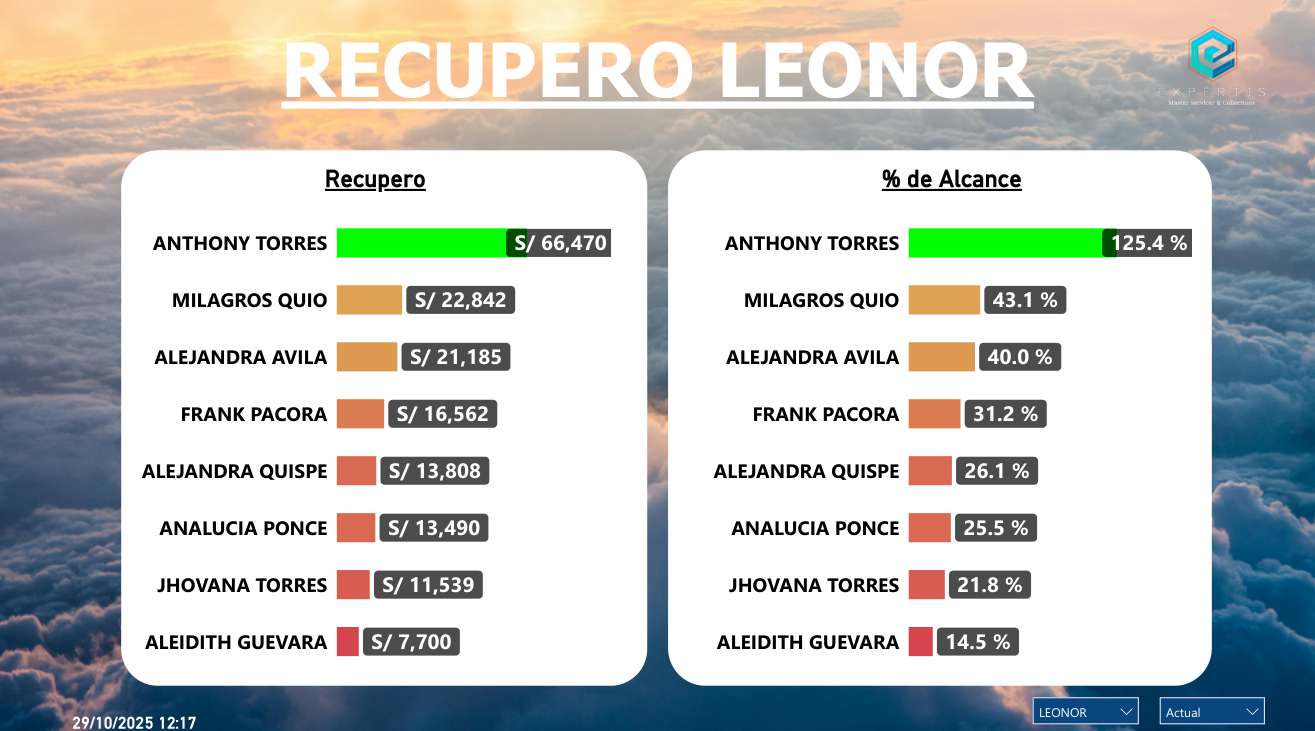 RECUPERO LEONOR
EXPERTIS
Master Servicer & Collections
Recupero
ANTHONY TORRES S/ 66,470
MILAGROS QUIO S/ 22,842
ALEJANDRA AVILA S/ 21,185
FRANK PACORA S/ 16,562
ALEJANDRA QUISPE S/ 13,808
ANALUCIA PONCE S/ 13,490
JHOVANA TORRES S/ 11,539
ALEIDITH GUEVARA S/ 7,700
% de Alcance
ANTHONY TORRES 125.4 %
MILAGROS QUIO 43.1 %
ALEJANDRA AVILA 40.0 %
FRANK PACORA 31.2 %
ALEJANDRA QUISPE 26.1 %
ANALUCIA PONCE 25.5 %
JHOVANA TORRES 21.8 %
ALEIDITH GUEVARA 14.5 %
29/10/2025 12:17
LEONOR
Actual